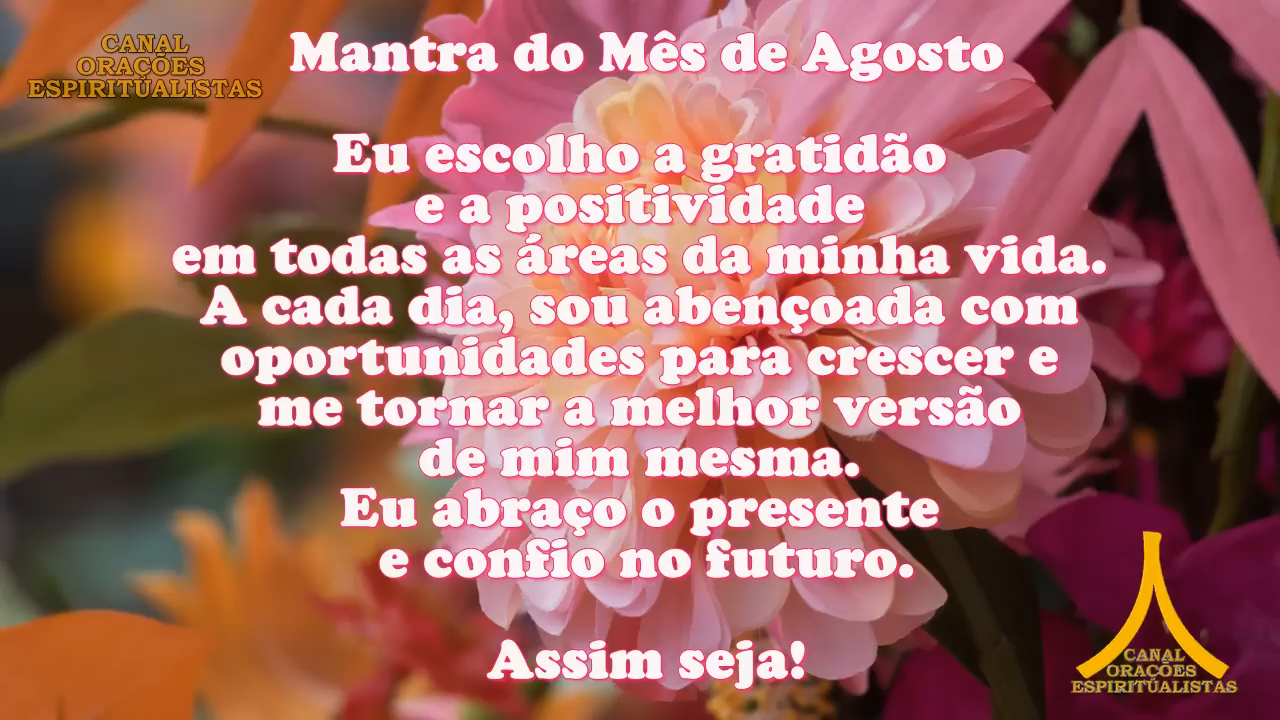 CANAL
ORAÇÕES
ESPIRITUALISTAS
Mantra do Mês de Agosto
Eu escolho a gratidão
e a positividade
em todas as áreas da minha vida.
A cada dia, sou abençoada com
oportunidades para crescer e
me tornar a melhor versão
de mim mesma.
Eu abraço o presente
e confio no futuro.
Assim seja!
CANAL
ORAÇÕES
ESPIRITUALISTAS